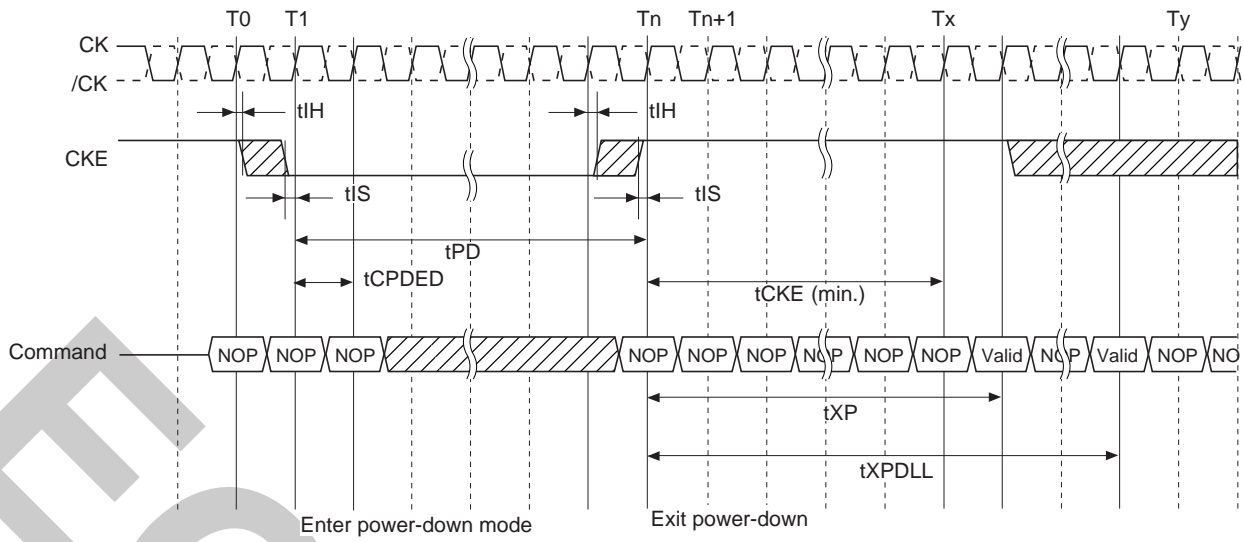 T0 T1 Tn Tn+1 Tx Ty
CK
/CK
tIH tIH
CKE
tIS tIS
tPD
tCPDED tCKE (min.)
Command NOP NOP NOP NOP NOP NOP NOP NOP NOP Valid NOP Valid NOP NO
tXP
tXPDLL
Enter power-down mode Exit power-down